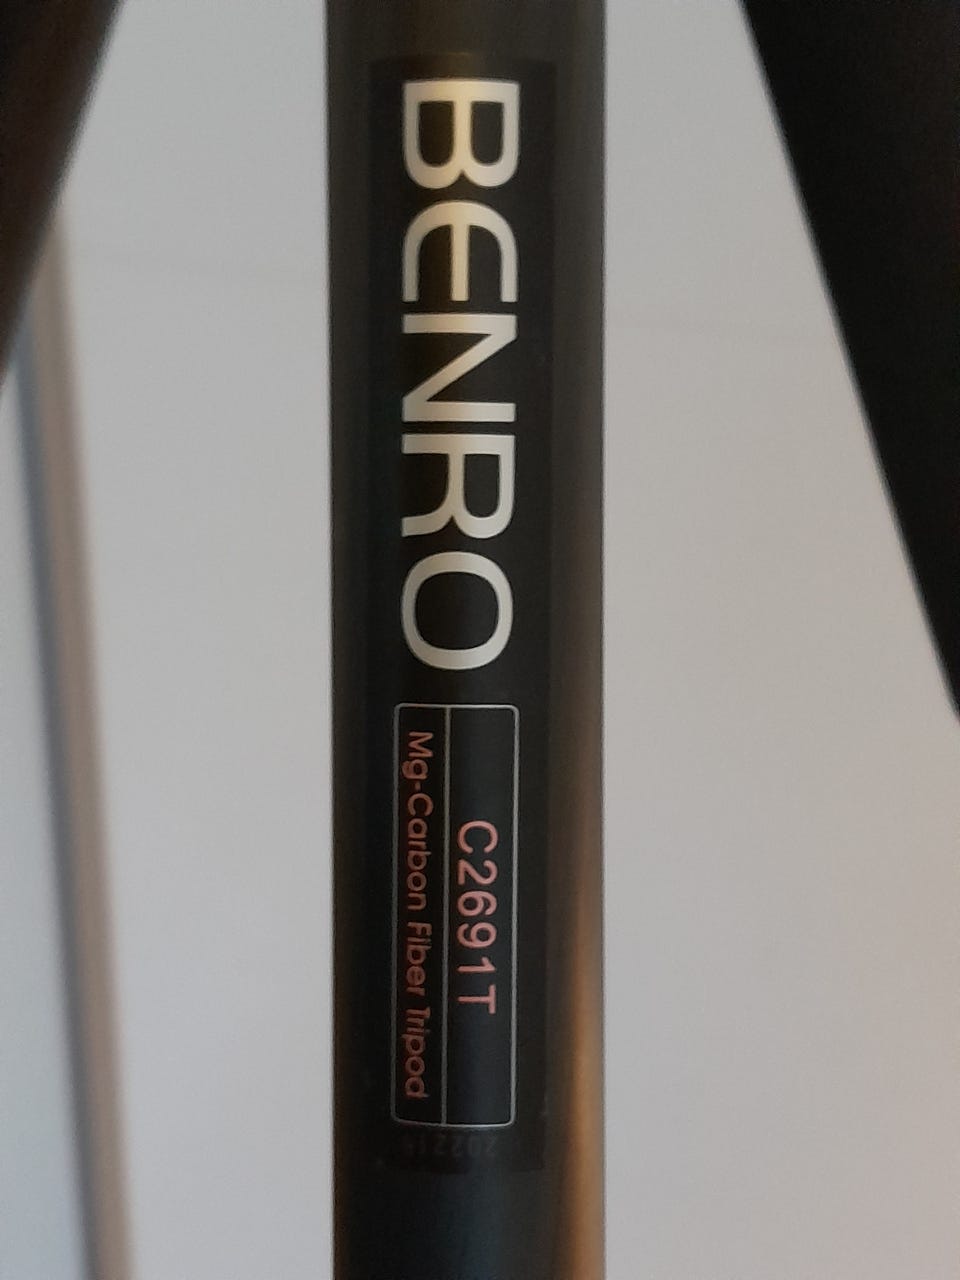 BENRO
C2691T
Mg-Carbon Fiber Tripod